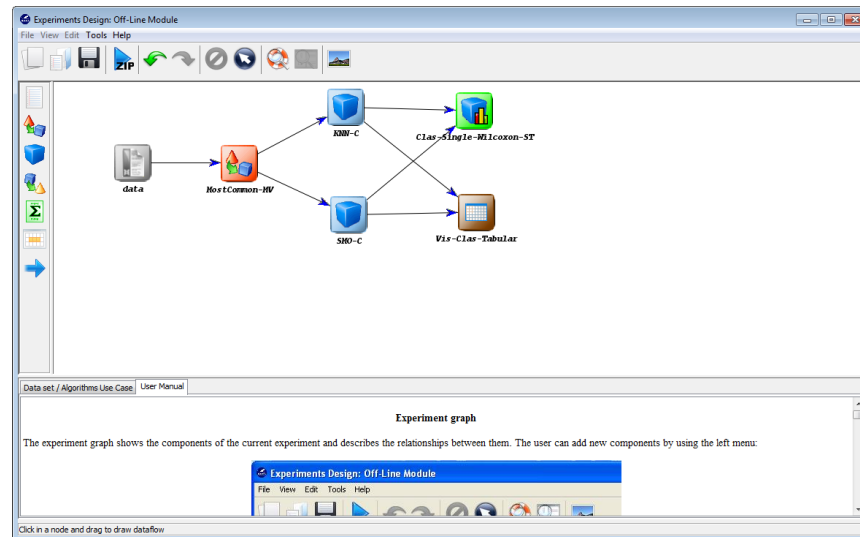 Experiments Design: Off-Line Module
File View Edit Tools Help
ZIP
KNN-C
Clas-Single-Wilcoxon-ST
data
MostCommon-MV
SMO-C
Vis-Clas-Tabular
Σ
Data set / Algorithms Use Case User Manual
Experiment graph
The experiment graph shows the components of the current experiment and describes the relationships between them. The user can add new components by using the left menu:
Experiments Design: Off-Line Module
File View Edit Tools Help
Click in a node and drag to draw dataflow